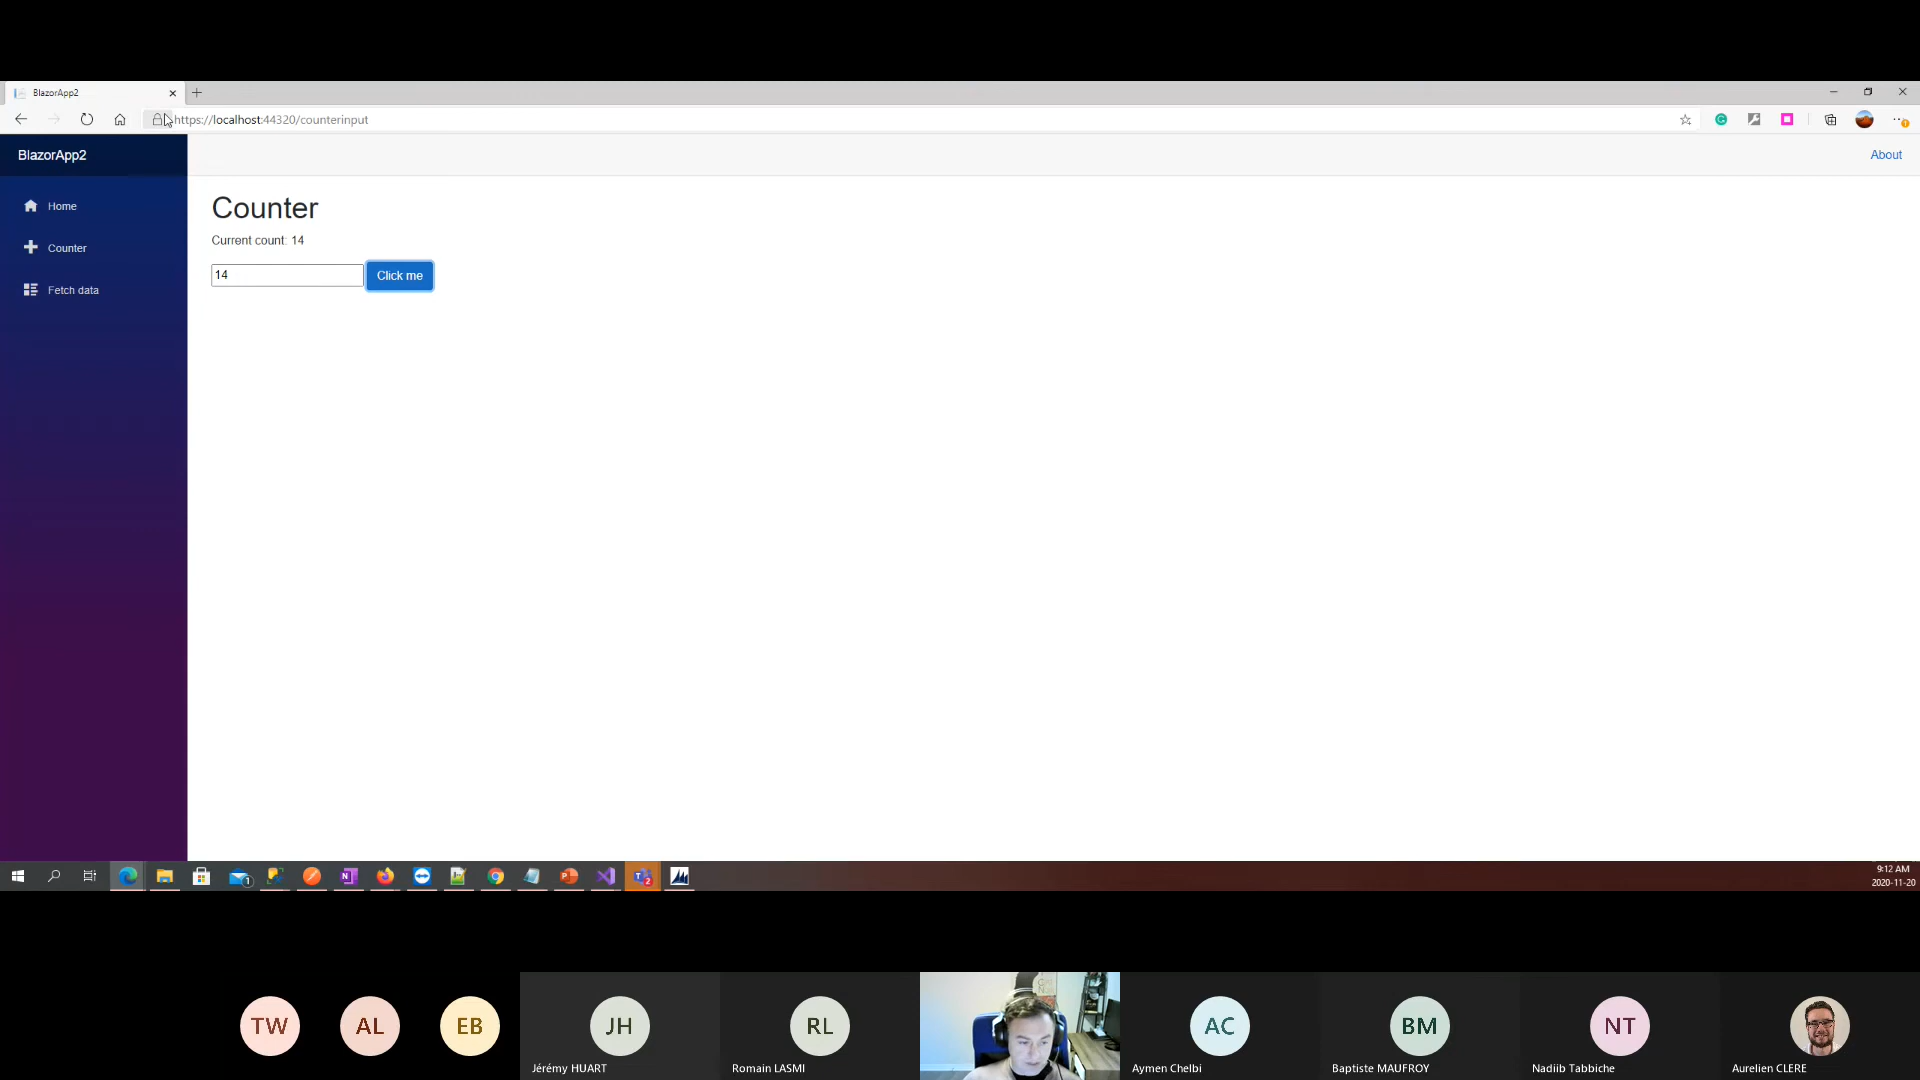 BlazorApp2
https://localhost:44320/counterinput
BlazorApp2
About
Home
Counter
Fetch data
Counter
Current count: 14
14
Click me
9:12 AM
2020-11-20
TW
AL
EB
JH
RL
AC
BM
NT
Jérémy HUART
Romain LASMI
Aymen Chelbi
Baptiste MAUFROY
Nadiib Tabbiche
Aurelien CLERE